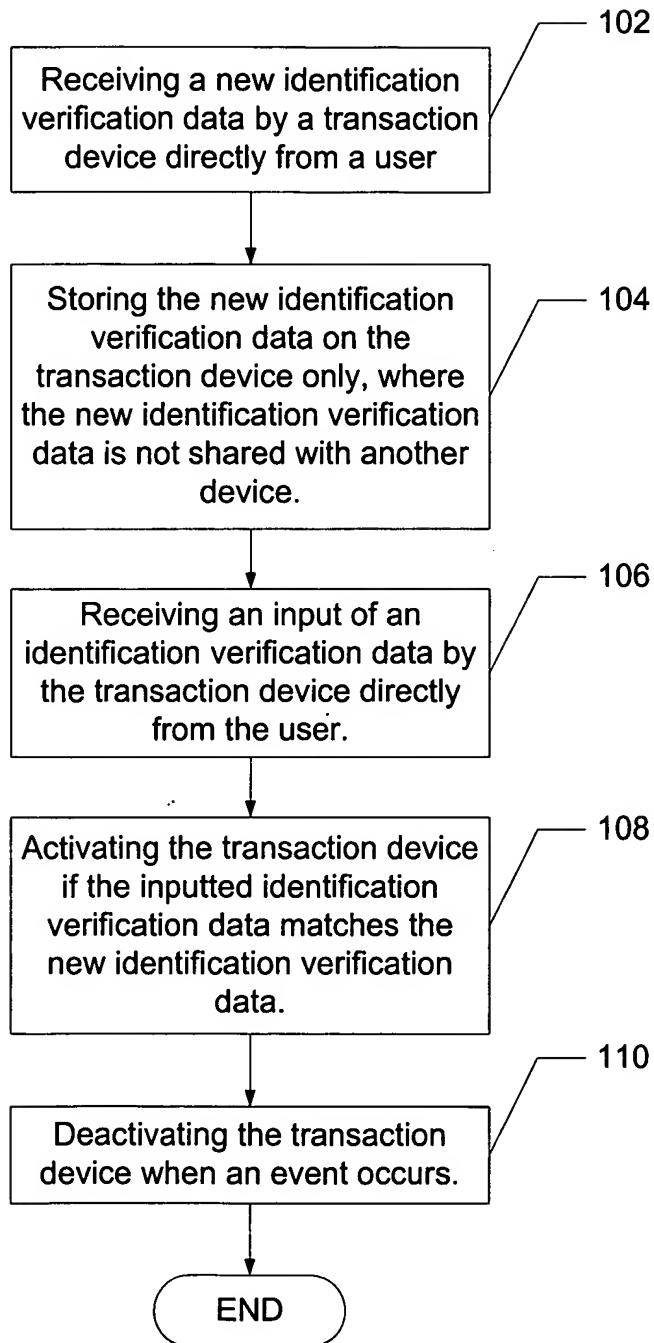 102
Receiving a new identification
verification data by a transaction
device directly from a user
104
Storing the new identification
verification data on the
transaction device only, where
the new identification verification
data is not shared with another
device.
106
Receiving an input of an
identification verification data by
the transaction device directly
from the user.
108
Activating the transaction device
if the inputted identification
verification data matches the
new identification verification
data.
110
Deactivating the transaction
device when an event occurs.
END